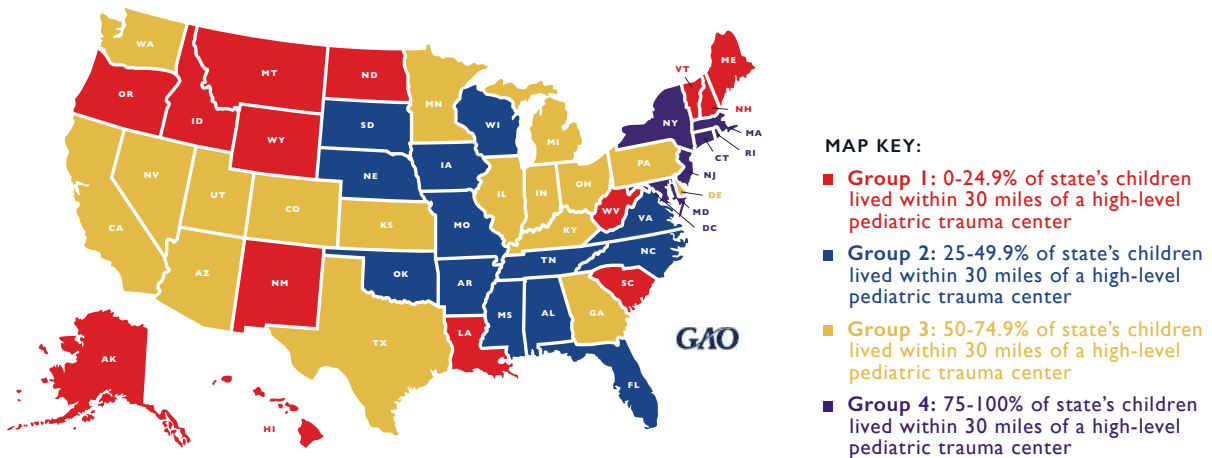 WA
MT
ND
MN
VT
ME
OR
ID
WY
SD
WI
MI
NY
NH
MA
RI
CT
NJ
PA
DE
MD
DC
NV
UT
CO
NE
IA
IL
IN
OH
WV
VA
CA
AZ
NM
KS
MO
KY
NC
TN
OK
AR
SC
TX
LA
MS
AL
GA
FL
AK
HI
GAO
MAP KEY:
Group 1: 0-24.9% of state's children
lived within 30 miles of a high-level
pediatric trauma center
Group 2: 25-49.9% of state's children
lived within 30 miles of a high-level
pediatric trauma center
Group 3: 50-74.9% of state's children
lived within 30 miles of a high-level
pediatric trauma center
Group 4: 75-100% of state's children
lived within 30 miles of a high-level
pediatric trauma center